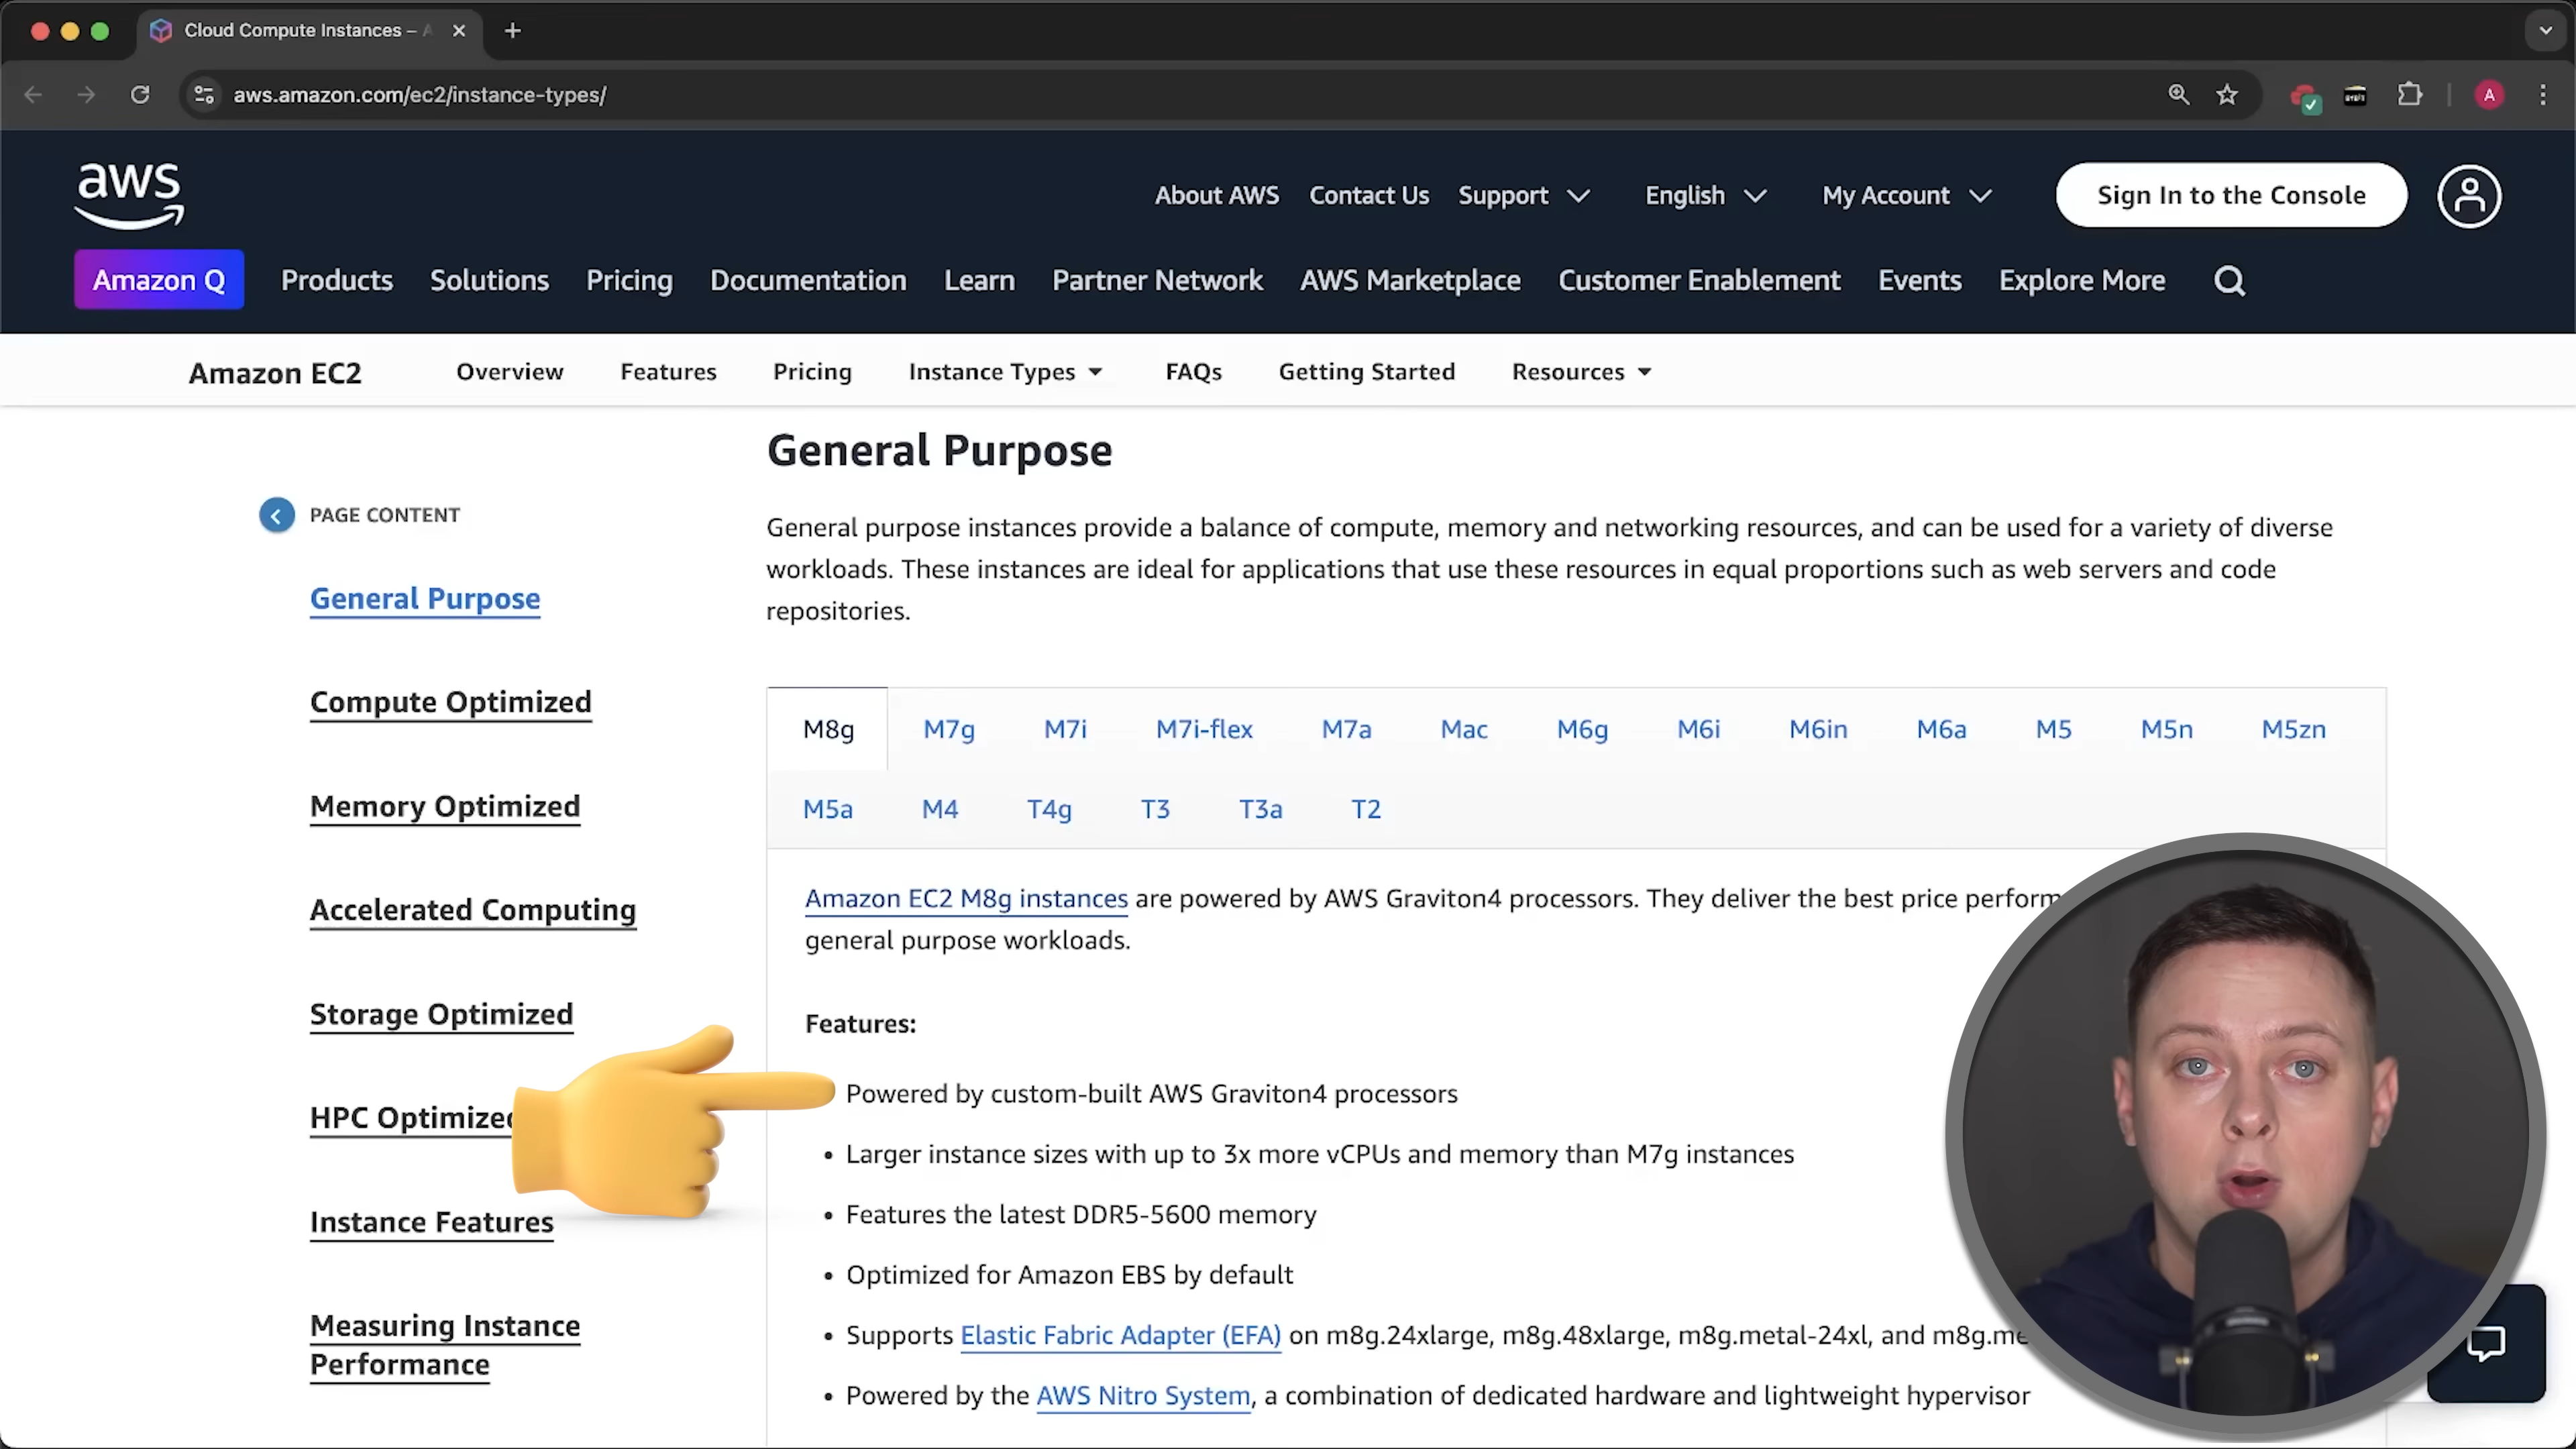 Cloud Compute Instances –
aws.amazon.com/ec2/instance-types/
A
aws
About AWS Contact Us Support English My Account Sign In to the Console
Amazon Q Products Solutions Pricing Documentation Learn Partner Network AWS Marketplace Customer Enablement Events Explore More
Amazon EC2 Overview Features Pricing Instance Types FAQs Getting Started Resources
PAGE CONTENT
General Purpose
Compute Optimized
Memory Optimized
Accelerated Computing
Storage Optimized
HPC Optimized
Instance Features
Measuring Instance
Performance
General Purpose
General purpose instances provide a balance of compute, memory and networking resources, and can be used for a variety of diverse
workloads. These instances are ideal for applications that use these resources in equal proportions such as web servers and code
repositories.
M8g M7g M7i M7i-flex M7a Mac M6g M6i M6in M6a M5 M5n M5zn
M5a M4 T4g T3 T3a T2
Amazon EC2 M8g instances are powered by AWS Graviton4 processors. They deliver the best price perform
general purpose workloads.
Features:
Powered by custom-built AWS Graviton4 processors
• Larger instance sizes with up to 3x more vCPUs and memory than M7g instances
• Features the latest DDR5-5600 memory
• Optimized for Amazon EBS by default
• Supports Elastic Fabric Adapter (EFA) on m8g.24xlarge, m8g.48xlarge, m8g.metal-24xl, and m8g.me
• Powered by the AWS Nitro System, a combination of dedicated hardware and lightweight hypervisor